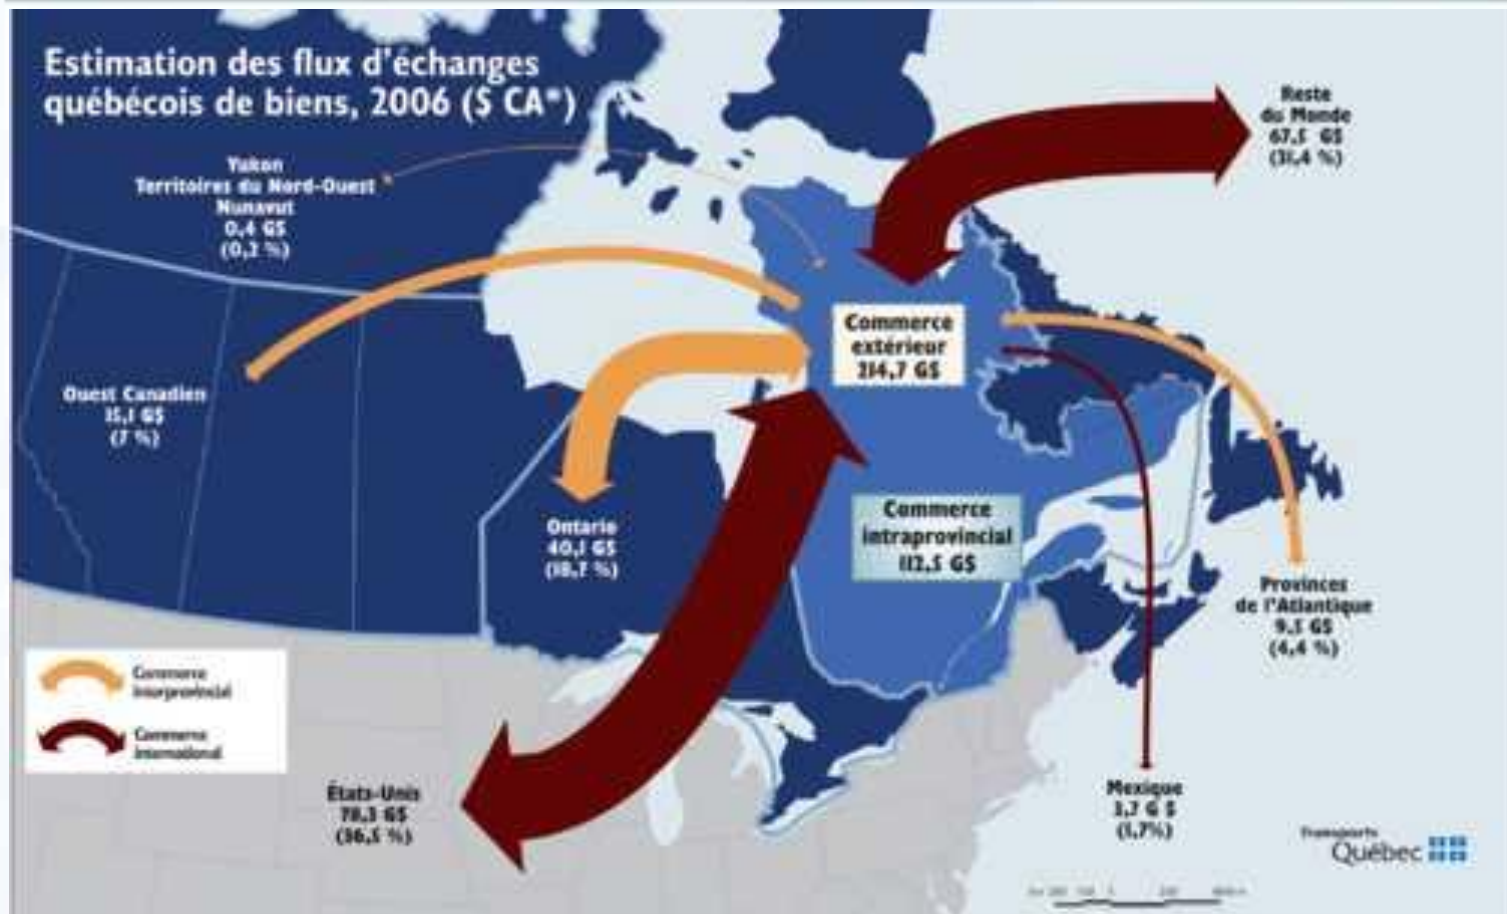 Estimation des flux d'échanges
québécois de biens, 2006 ($ CA*)
Reste
du Monde
67,5 G$
(31,4 %)
Yukon
Territoires du Nord-Ouest
Nunavut
0,4 G$
(0,2 %)
Commerce
extérieur
214,7 G$
Ouest Canadien
15,1 G$
(7 %)
Ontario
40,1 G$
(18,7 %)
Commerce
intraprovincial
112,5 G$
Provinces
de l'Atlantique
9,5 G$
(4,4 %)
Commerce
interprovincial
Commerce
international
États-Unis
78,3 G$
(36,5 %)
Mexique
3,7 G $
(1,7%)
Transports
Québec